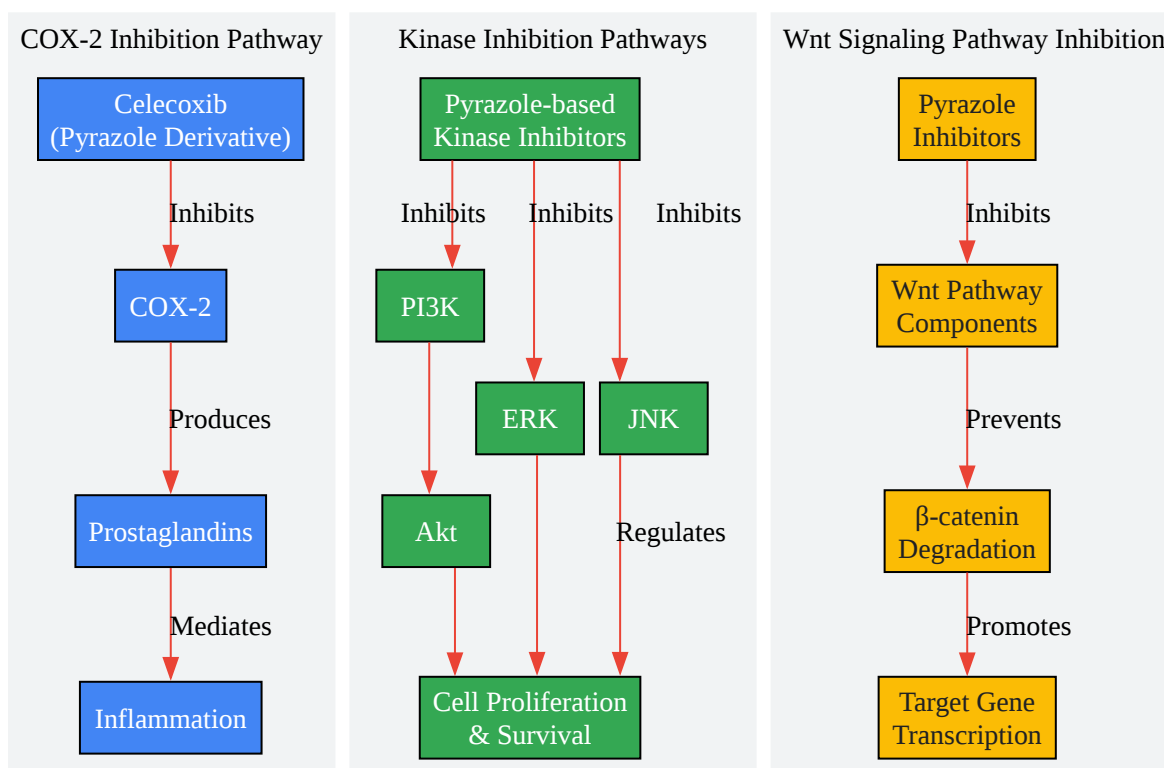 COX-2 Inhibition Pathway
Celecoxib
(Pyrazole Derivative)
Inhibits
COX-2
Produces
Prostaglandins
Mediates
Inflammation
Kinase Inhibition Pathways
Pyrazole-based
Kinase Inhibitors
Inhibits
Inhibits
Inhibits
PI3K
ERK
JNK
Akt
Regulates
Cell Proliferation
& Survival
Wnt Signaling Pathway Inhibition
Pyrazole
Inhibitors
Inhibits
Wnt Pathway
Components
Prevents
β-catenin
Degradation
Promotes
Target Gene
Transcription